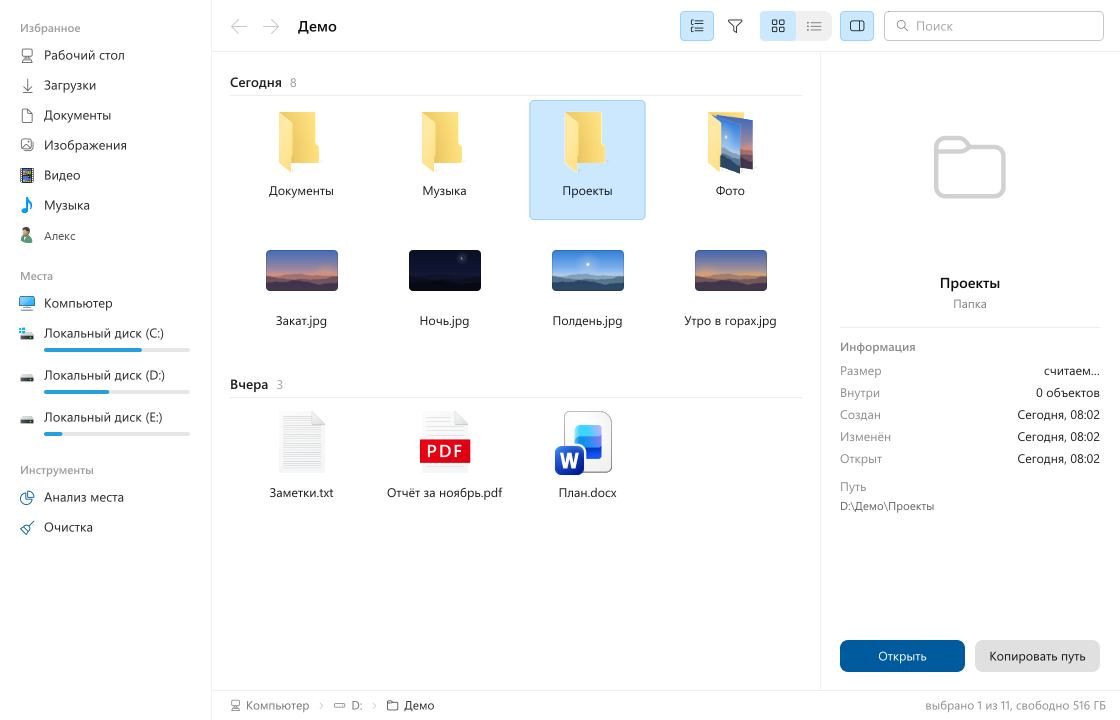 Избранное
Рабочий стол
Загрузки
Документы
Изображения
Видео
Музыка
Алекс
Места
Компьютер
Локальный диск (C:)
Локальный диск (D:)
Локальный диск (E:)
Инструменты
Анализ места
Очистка
Демо
Поиск
Сегодня 8
Документы Музыка Проекты Фото
Закат.jpg Ночь.jpg Полдень.jpg Утро в горах.jpg
Вчера 3
PDF
W
Заметки.txt Отчёт за ноябрь.pdf План.docx
Проекты
Папка
Информация
Размер считаем...
Внутри 0 объектов
Создан Сегодня, 08:02
Изменён Сегодня, 08:02
Открыт Сегодня, 08:02
Путь
D:\Демо\Проекты
Открыть Копировать путь
Компьютер D: Демо
выбрано 1 из 11, свободно 516 ГБ